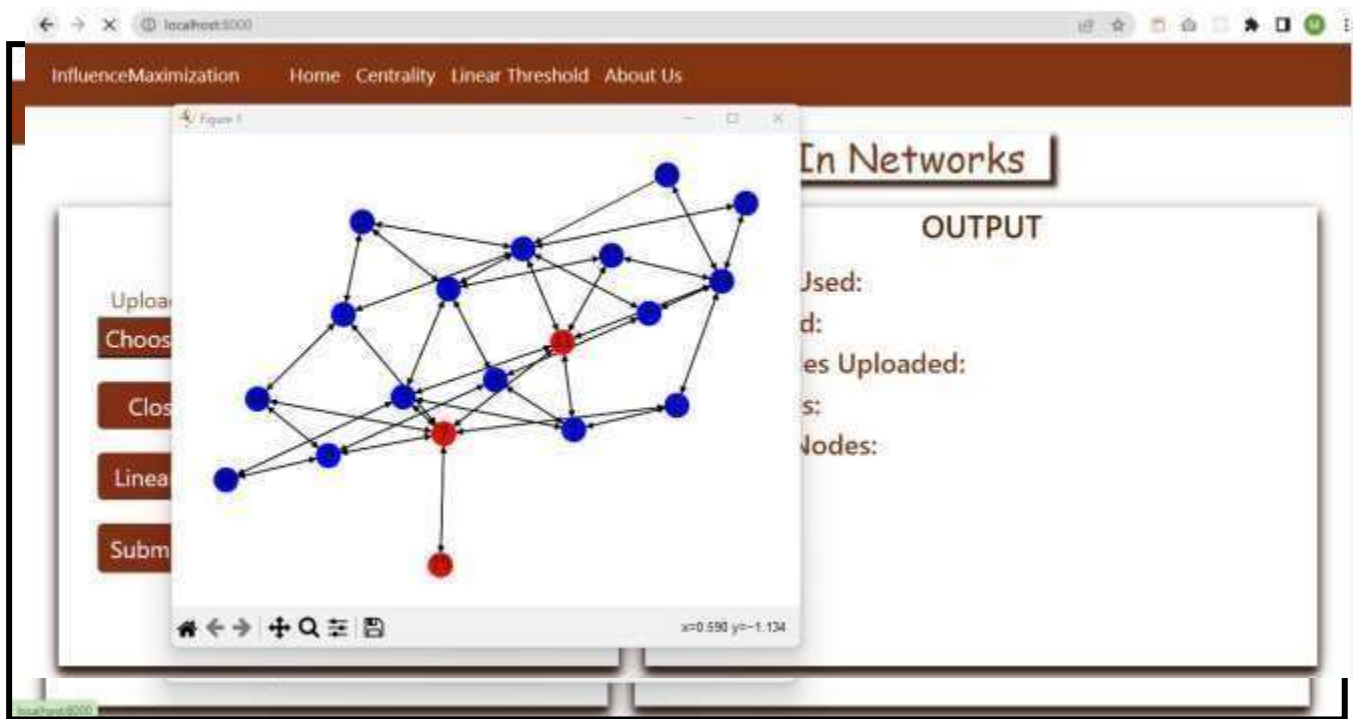 localhost:8000
InfluenceMaximization Home Centrality Linear Threshold About Us
Figure 1
In Networks
OUTPUT
Used:
Uploa
d:
Choos
es Uploaded:
Clos
s:
Nodes:
Linea
Subm
x=0.590 y=-1.134
localhost:8000